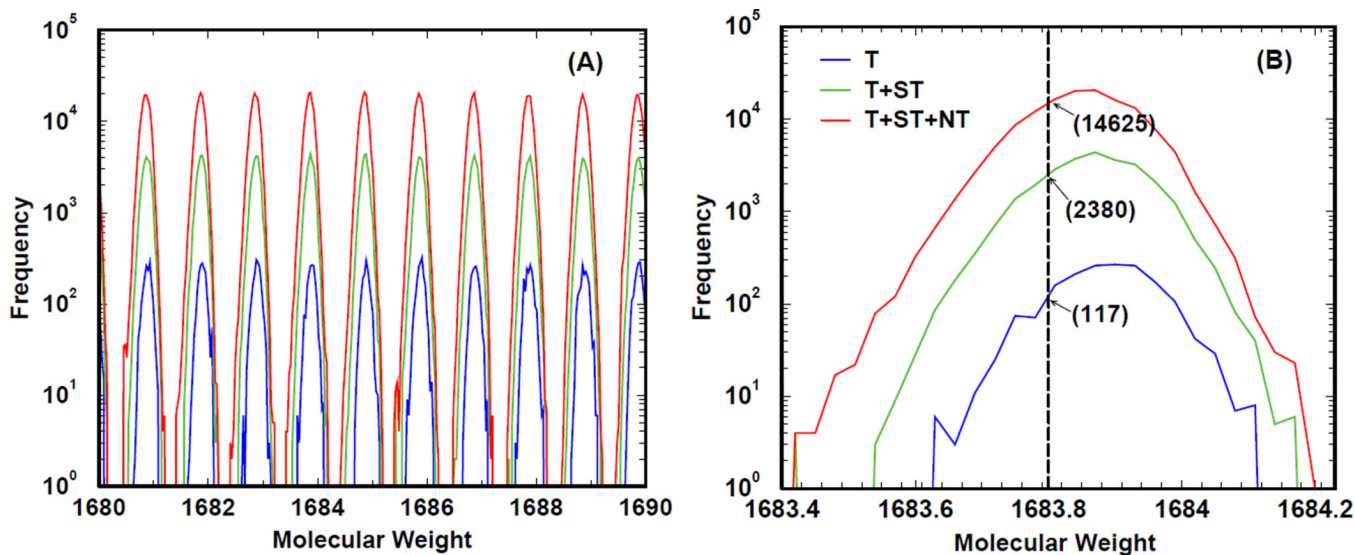 (A)
10^5
10^4
10^3
10^2
10^1
10^0
Frequency
1680
1682
1684
1686
1688
1690
Molecular Weight
(B)
T
T+ST
T+ST+NT
10^5
10^4
10^3
10^2
10^1
10^0
Frequency
(14625)
(2380)
(117)
1683.4
1683.6
1683.8
1684
1684.2
Molecular Weight